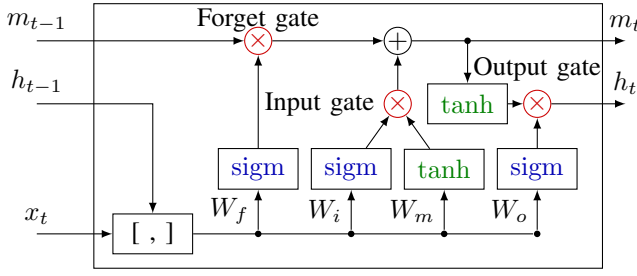 Forget gate
m_{t−1}
×
+
m_t
Output gate
h_{t−1}
Input gate
×
tanh
×
h_t
sigm
sigm
tanh
sigm
W_f
W_i
W_m
W_o
x_t
[ , ]